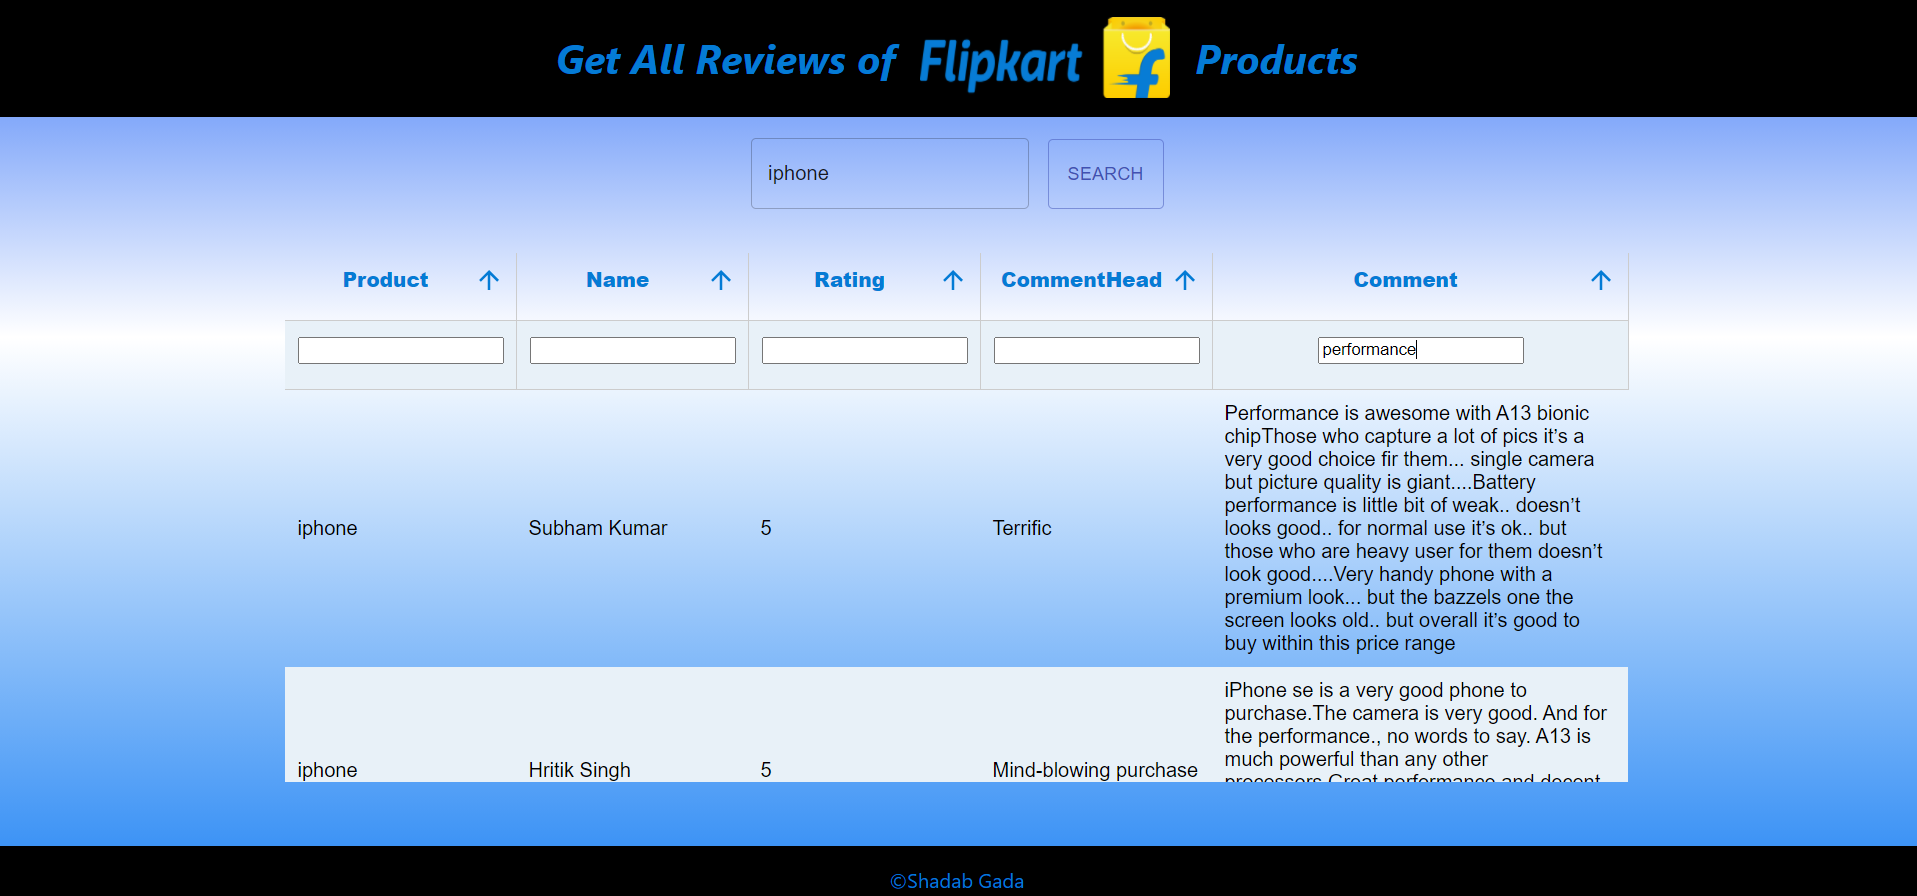 Get All Reviews of Flipkart f Products
iphone SEARCH
Product Name Rating CommentHead Comment
performance
iphone Subham Kumar 5 Terrific
Performance is awesome with A13 bionic
chipThose who capture a lot of pics it’s a
very good choice fir them... single camera
but picture quality is giant....Battery
performance is little bit of weak.. doesn’t
looks good.. for normal use it’s ok.. but
those who are heavy user for them doesn’t
look good....Very handy phone with a
premium look... but the bazzels one the
screen looks old.. but overall it’s good to
buy within this price range
iphone Hritik Singh 5 Mind-blowing purchase
iPhone se is a very good phone to
purchase.The camera is very good. And for
the performance., no words to say. A13 is
much powerful than any other
processors.Great performance and decent
©Shadab Gada